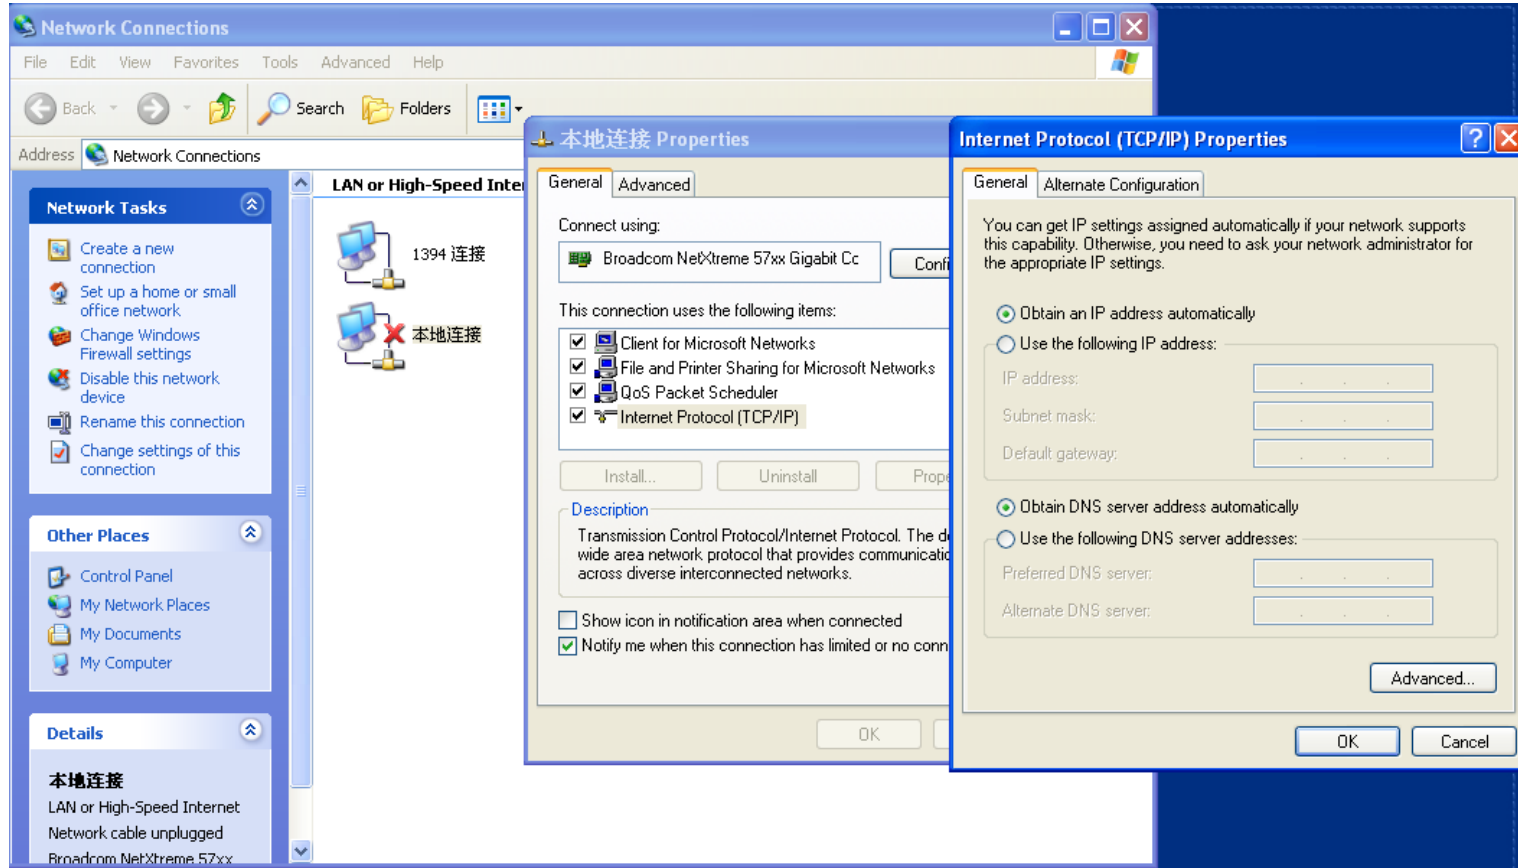 Network Connections
File Edit View Favorites Tools Advanced Help
Back Search Folders
Address Network Connections
Network Tasks
Create a new
connection
Set up a home or small
office network
Change Windows
Firewall settings
Disable this network
device
Rename this connection
Change settings of this
connection
Other Places
Control Panel
My Network Places
My Documents
My Computer
Details
本地连接
LAN or High-Speed Internet
Network cable unplugged
Broadcom NetXtreme 57xx
LAN or High-Speed Inter
1394 连接
本地连接
本地连接 Properties
General Advanced
Connect using:
Broadcom NetXtreme 57xx Gigabit Cc
Confi
This connection uses the following items:
Client for Microsoft Networks
File and Printer Sharing for Microsoft Networks
QoS Packet Scheduler
Internet Protocol (TCP/IP)
Install... Uninstall Prope
Description
Transmission Control Protocol/Internet Protocol. The de
wide area network protocol that provides communicatio
across diverse interconnected networks.
Show icon in notification area when connected
Notify me when this connection has limited or no conn
OK
Internet Protocol (TCP/IP) Properties
General Alternate Configuration
You can get IP settings assigned automatically if your network supports
this capability. Otherwise, you need to ask your network administrator for
the appropriate IP settings.
Obtain an IP address automatically
Use the following IP address:
IP address:
Subnet mask:
Default gateway:
Obtain DNS server address automatically
Use the following DNS server addresses:
Preferred DNS server:
Alternate DNS server:
Advanced...
OK Cancel